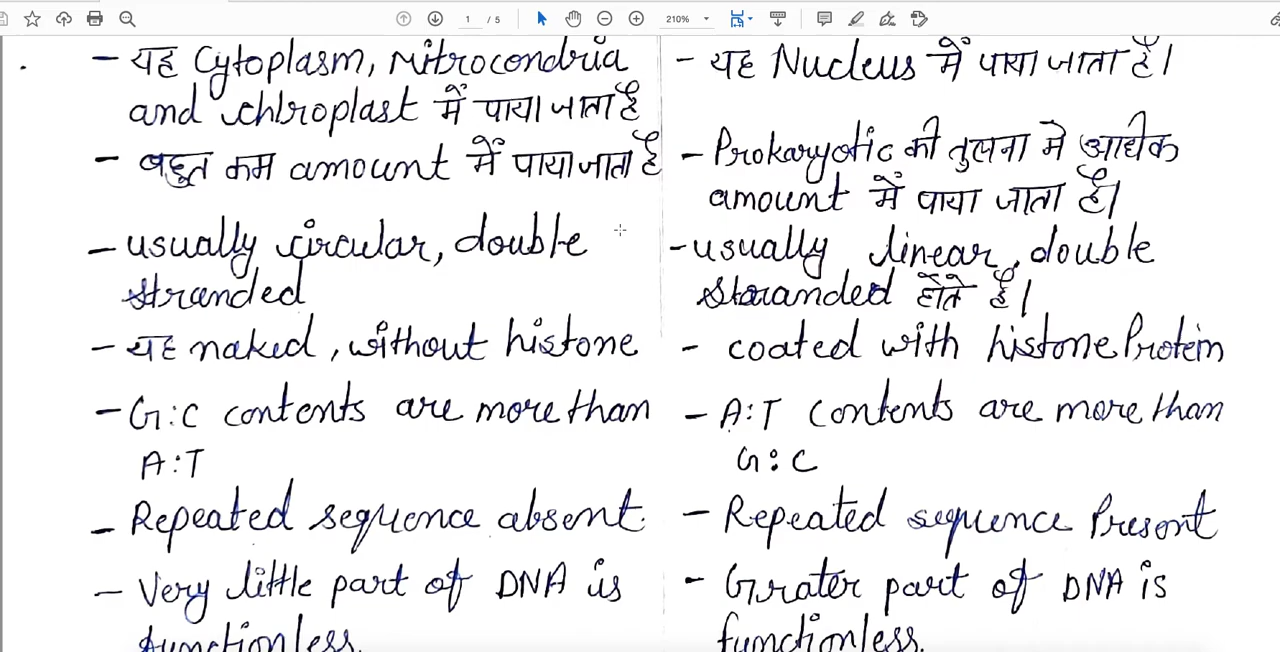 1 / 5
210%
- यह Cytoplasm, Mitrocondria
and chlroplast में पाया जाता है
- बहुत कम amount में पाया जाता है
- usually circular, double
stranded
- यह naked, without histone
- G:C contents are more than
A:T
- Repeated sequence absent.
- Very little part of DNA is
functionless.
- यह Nucleus में पाया जाता है।
- Prokaryotic की तुलना मे अधिक
amount में पाया जाता है।
- usually linear, double
stranded होते है।
- coated with histone Protein
- A:T contents are more than
G:C
- Repeated sequence Present
- Grater part of DNA is
functionless.